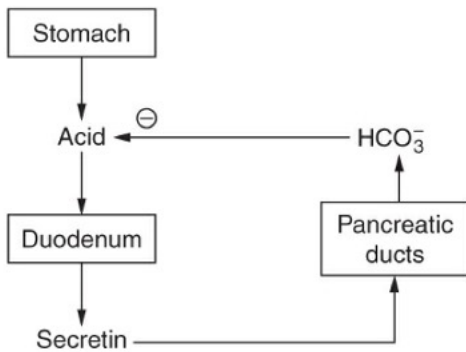 Stomach
Acid
⊖
HCO₃⁻
Duodenum
Pancreatic
ducts
Secretin